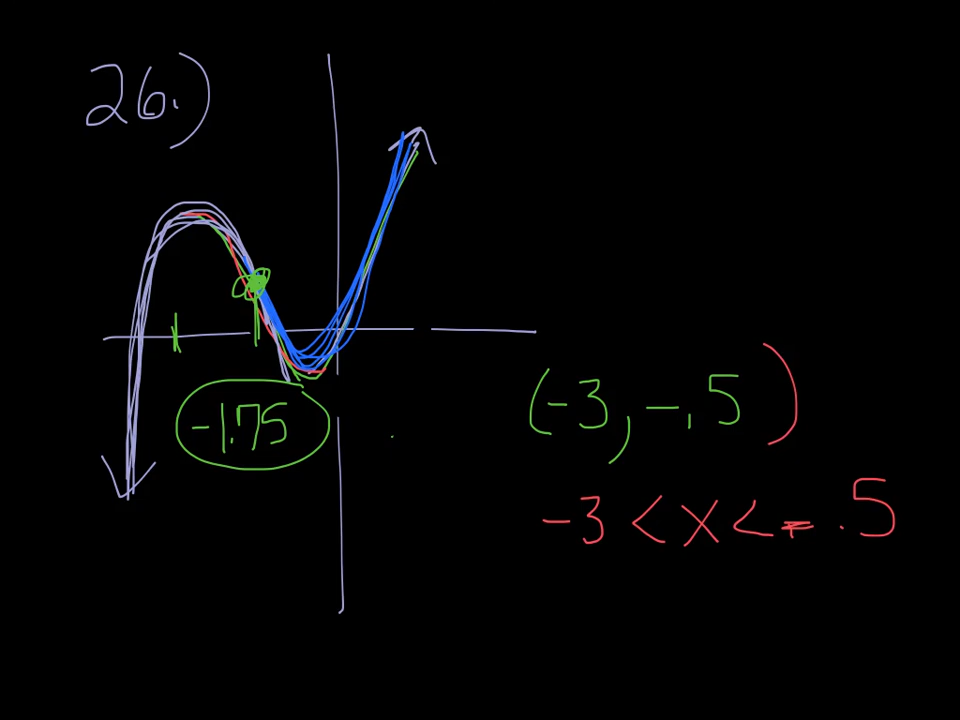 26.)
-1.75
(-3, -.5)
-3 < x < -.5